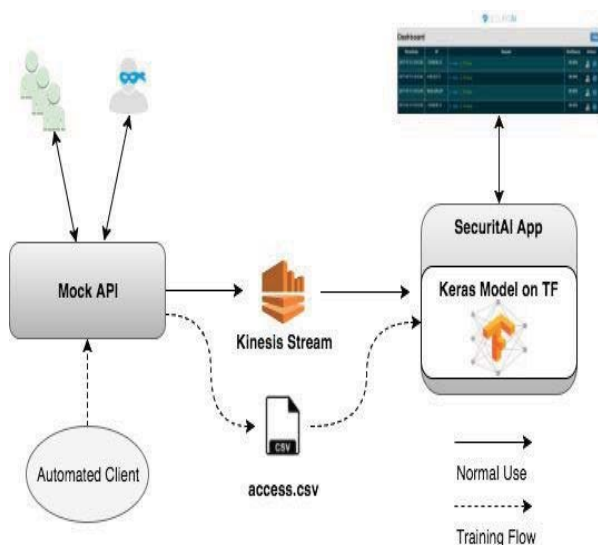 SECURITAI
Dashboard
Mock API
Kinesis Stream
SecuritAI App
Keras Model on TF
CSV
access.csv
Automated Client
Normal Use
Training Flow